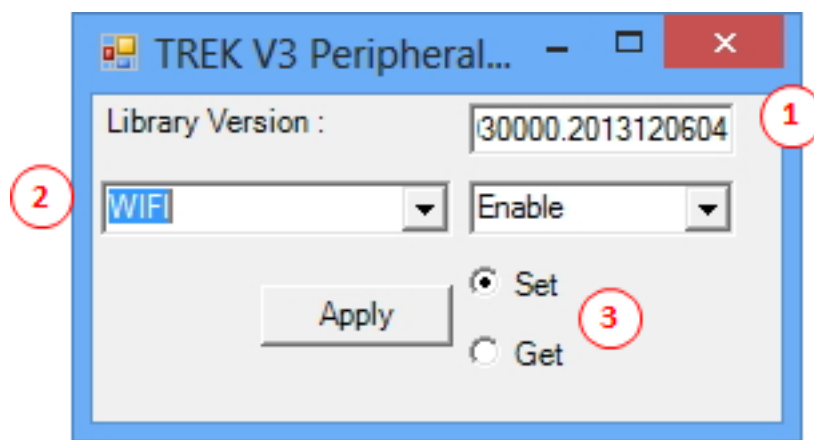 TREK V3 Peripheral...
Library Version :
30000.2013120604
1
2
WIFI
Enable
Set
Apply
3
Get